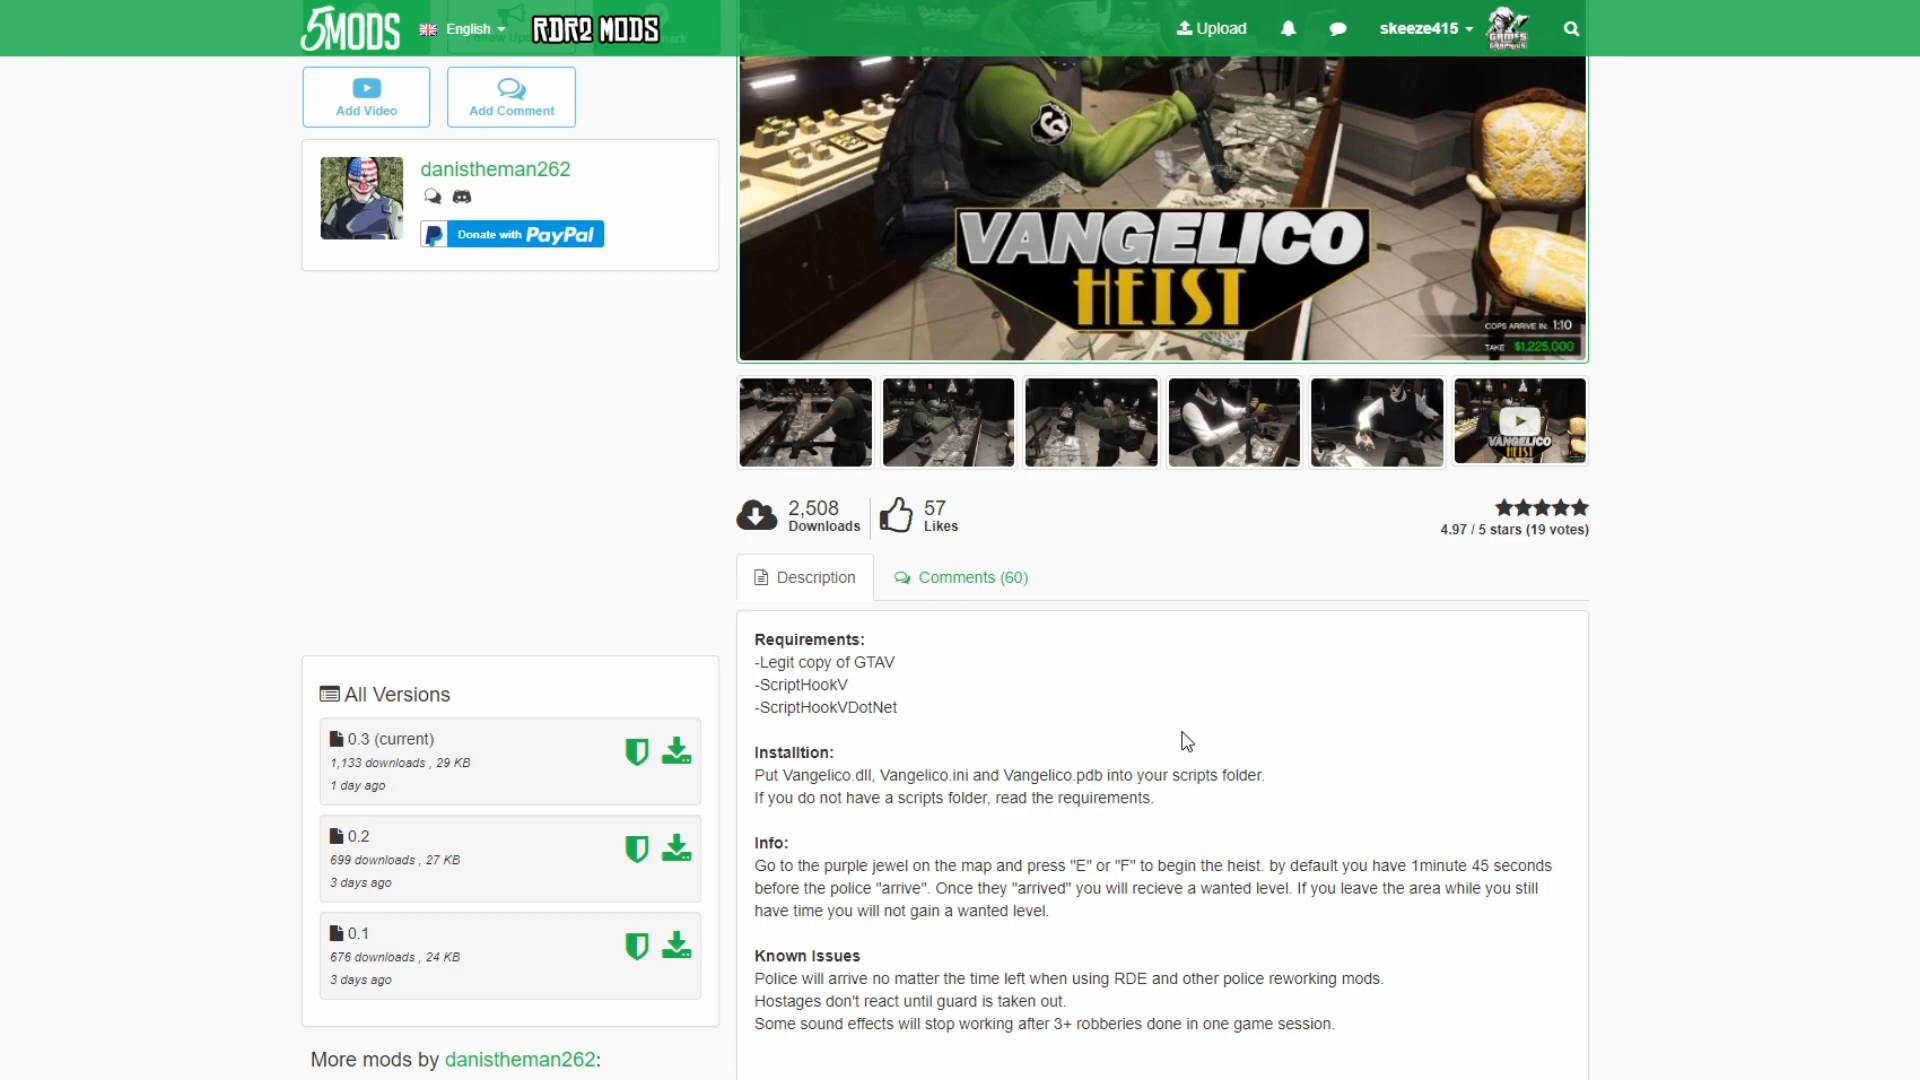 5MODS
English
RDR2 MODS
Upload
skeeze415
GAMES
GRAPHICS
Add Video
Add Comment
danistheman262
Donate with PayPal
VANGELICO
HEIST
COPS ARRIVE IN: 1:10
TAKE $1,225,000
VANGELICO
HEIST
2,508
Downloads
57
Likes
4.97 / 5 stars (19 votes)
Description
Comments (60)
Requirements:
-Legit copy of GTAV
-ScriptHookV
-ScriptHookVDotNet
Installtion:
Put Vangelico.dll, Vangelico.ini and Vangelico.pdb into your scripts folder.
If you do not have a scripts folder, read the requirements.
Info:
Go to the purple jewel on the map and press "E" or "F" to begin the heist. by default you have 1minute 45 seconds
before the police "arrive". Once they "arrived" you will recieve a wanted level. If you leave the area while you still
have time you will not gain a wanted level.
Known Issues
Police will arrive no matter the time left when using RDE and other police reworking mods.
Hostages don't react until guard is taken out.
Some sound effects will stop working after 3+ robberies done in one game session.
All Versions
0.3 (current)
1,133 downloads , 29 KB
1 day ago
0.2
699 downloads , 27 KB
3 days ago
0.1
676 downloads , 24 KB
3 days ago
More mods by danistheman262: